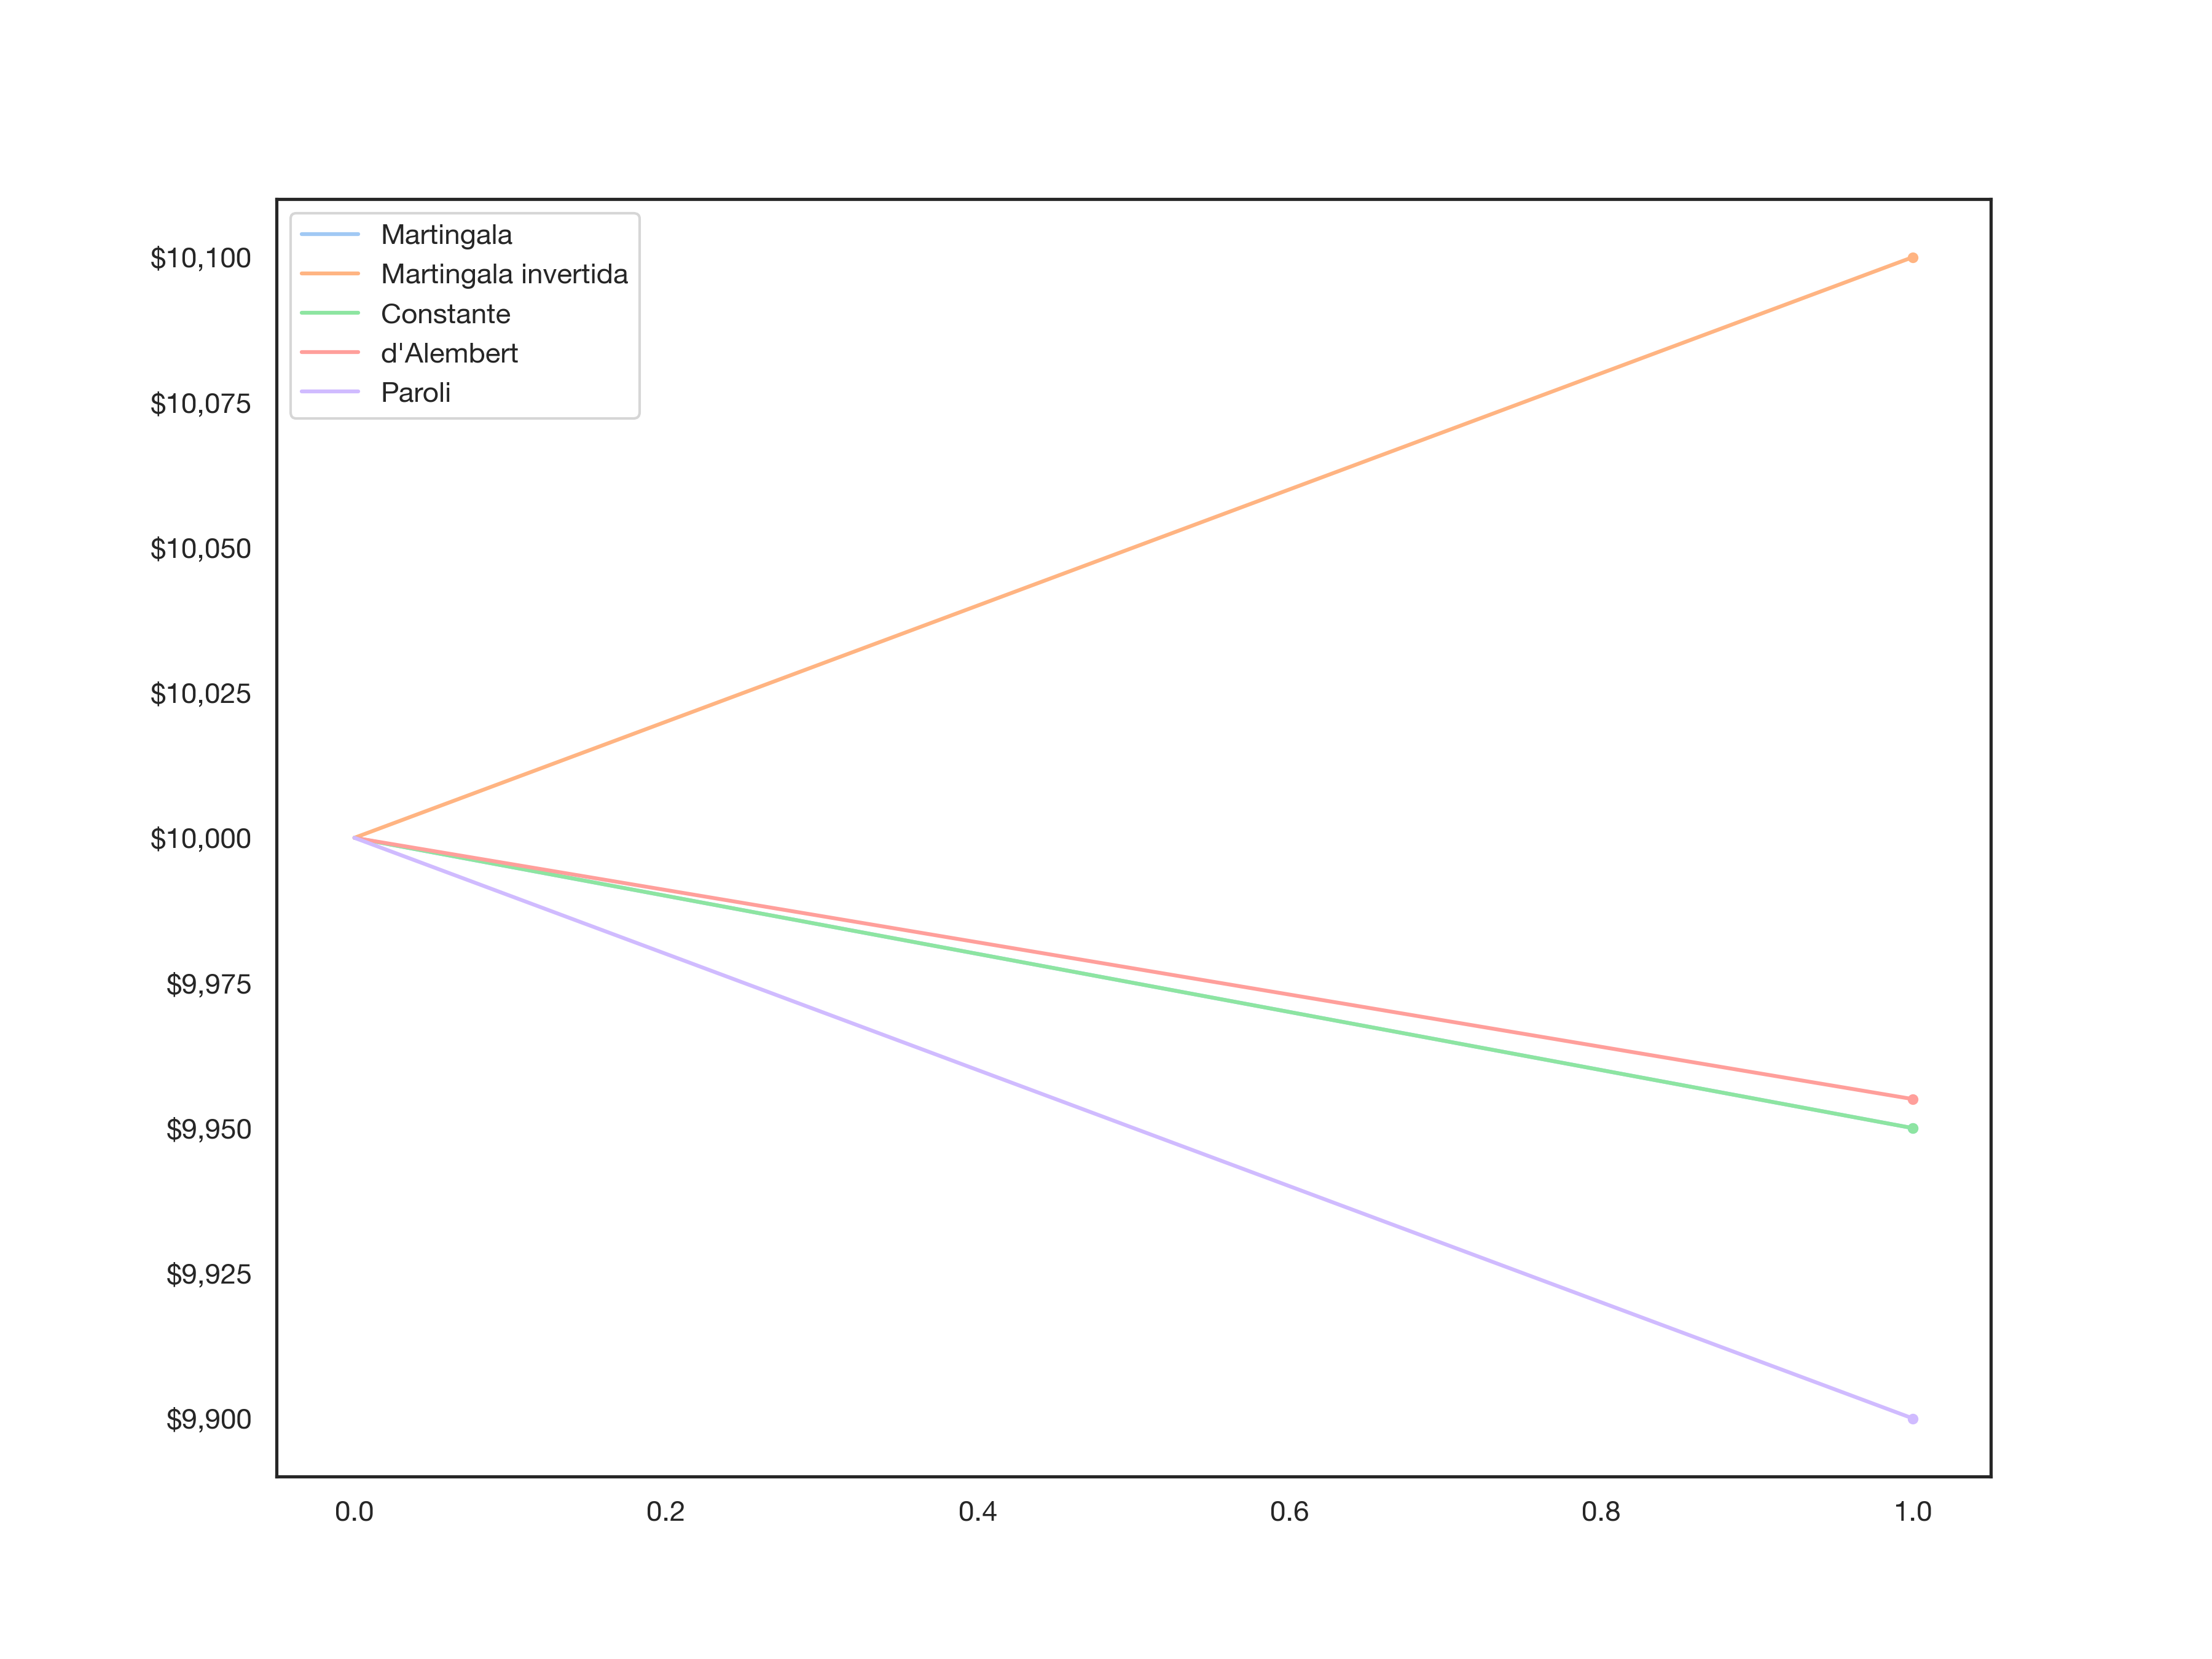 Martingala
Martingala invertida
Constante
d'Alembert
Paroli
$10,100
$10,075
$10,050
$10,025
$10,000
$9,975
$9,950
$9,925
$9,900
0.0 0.2 0.4 0.6 0.8 1.0